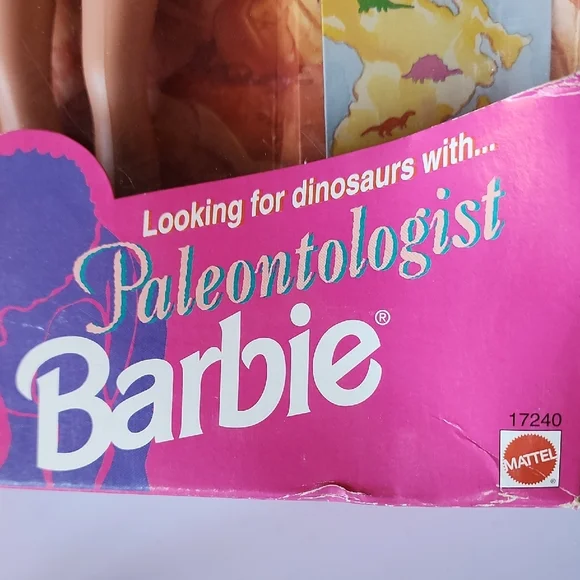 Looking for dinosaurs with...
Paleontologist
Barbie®
17240
MATTEL
®